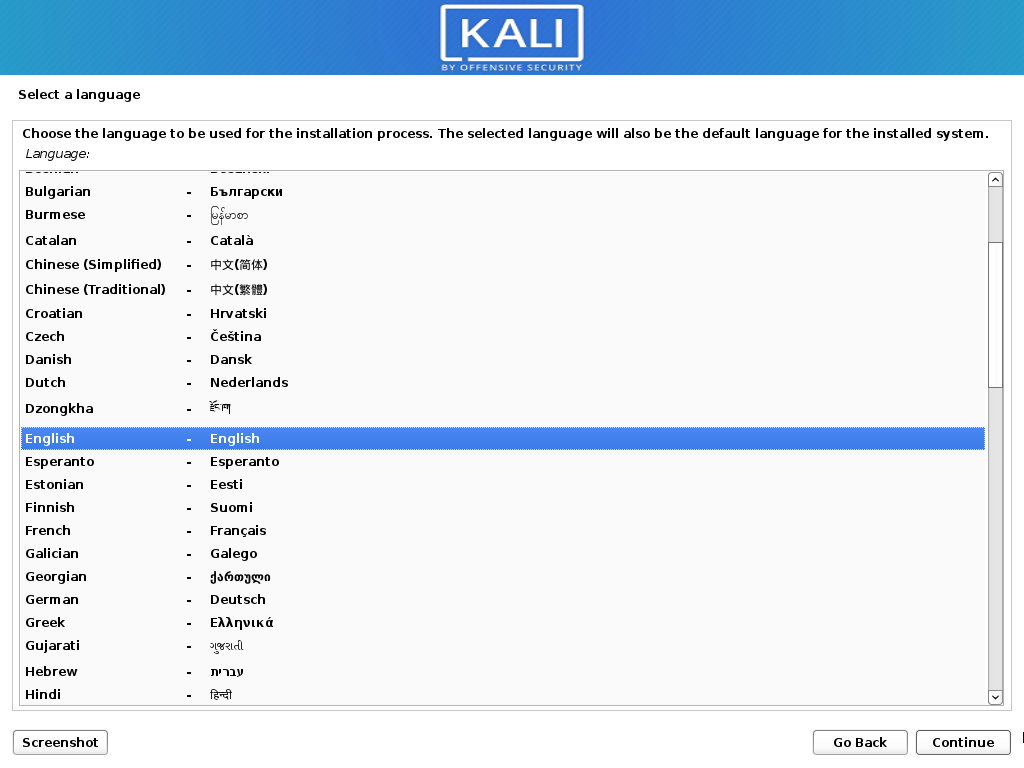 KALI
BY OFFENSIVE SECURITY
Select a language
Choose the language to be used for the installation process. The selected language will also be the default language for the installed system.
Language:
Bulgarian - Български
Burmese - မြန်မာစာ
Catalan - Català
Chinese (Simplified) - 中文(简体)
Chinese (Traditional) - 中文(繁體)
Croatian - Hrvatski
Czech - Čeština
Danish - Dansk
Dutch - Nederlands
Dzongkha - རྫོང་ཁ།
English - English
Esperanto - Esperanto
Estonian - Eesti
Finnish - Suomi
French - Français
Galician - Galego
Georgian - ქართული
German - Deutsch
Greek - Ελληνικά
Gujarati - ગુજરાતી
Hebrew - עברית
Hindi - हिन्दी
Screenshot Go Back Continue